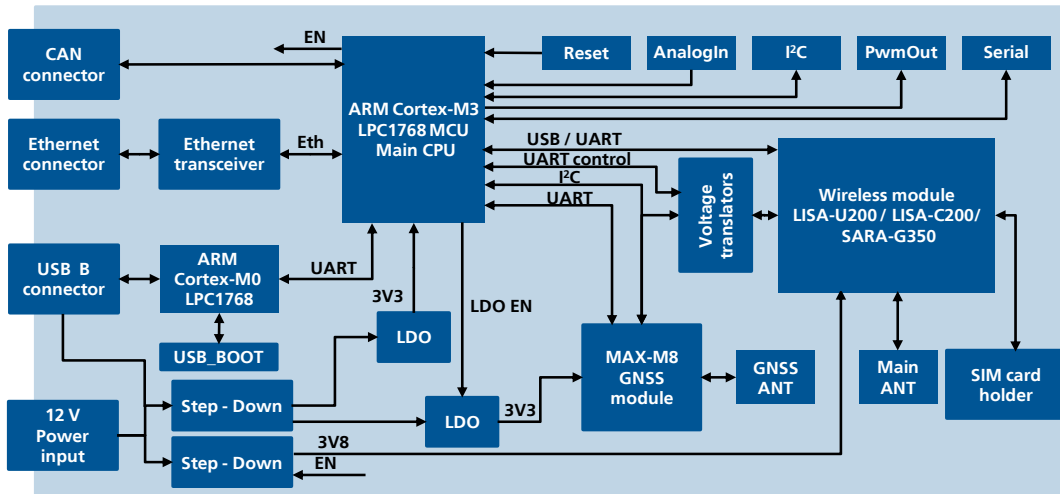 EN
CAN
connector
Reset
AnalogIn
I²C
PwmOut
Serial
ARM Cortex-M3
LPC1768 MCU
Main CPU
Ethernet
connector
Ethernet
transceiver
Eth
USB / UART
UART control
I²C
UART
Voltage
translators
Wireless module
LISA-U200 / LISA-C200/
SARA-G350
USB B
connector
ARM
Cortex-M0
LPC1768
UART
3V3
LDO EN
USB_BOOT
LDO
MAX-M8
GNSS
module
GNSS
ANT
Main
ANT
SIM card
holder
12 V
Power
input
Step - Down
LDO
3V3
Step - Down
3V8
EN